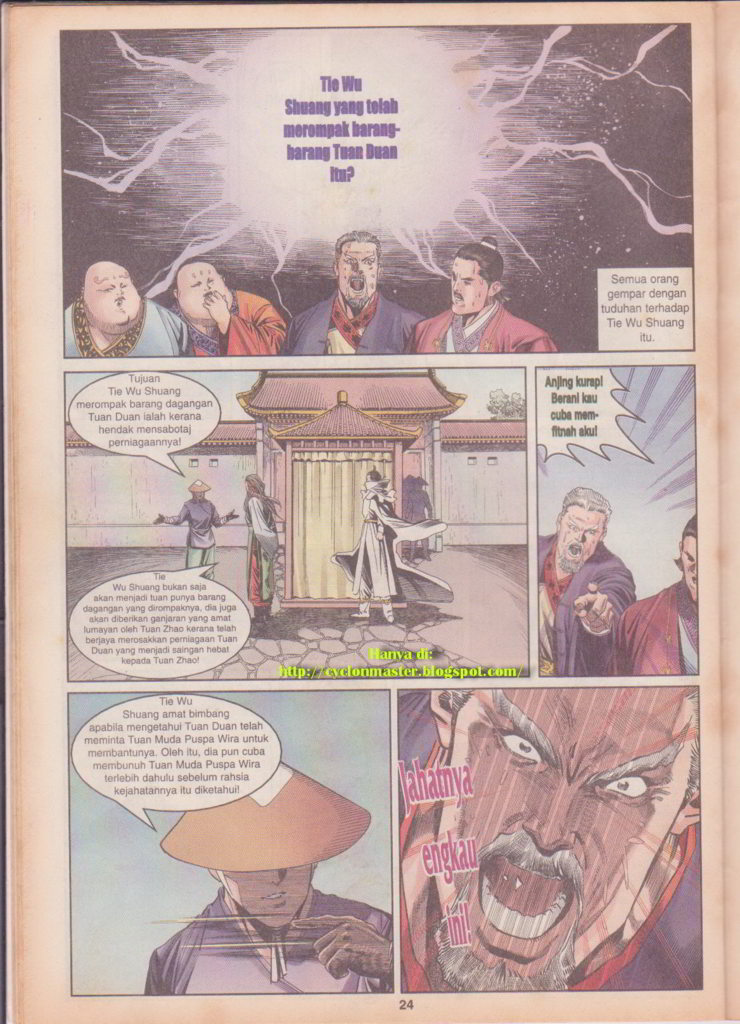 Tie Wu
Shuang yang telah
merompak barang-
barang Tuan Duan
itu?
Semua orang
gempar dengan
tuduhan terhadap
Tie Wu Shuang
itu.
Tujuan
Tie Wu Shuang
merompak barang dagangan
Tuan Duan ialah kerana
hendak mensabotaj
perniagaannya!
Tie
Wu Shuang bukan saja
akan menjadi tuan punya barang
dagangan yang dirompaknya, dia juga
akan diberikan ganjaran yang amat
lumayan oleh Tuan Zhao kerana telah
berjaya merosakkan perniagaan Tuan
Duan yang menjadi saingan hebat
kepada Tuan Zhao!
Hanya di:
http://cyclonmaster.blogspot.com/
Anjing kurap!
Berani kau
cuba mem-
fitnah aku!
Tie Wu
Shuang amat bimbang
apabila mengetahui Tuan Duan telah
meminta Tuan Muda Puspa Wira untuk
membantunya. Oleh itu, dia pun cuba
membunuh Tuan Muda Puspa Wira
terlebih dahulu sebelum rahsia
kejahatannya itu diketahui!
Jahatnya
engkau
ini!
24